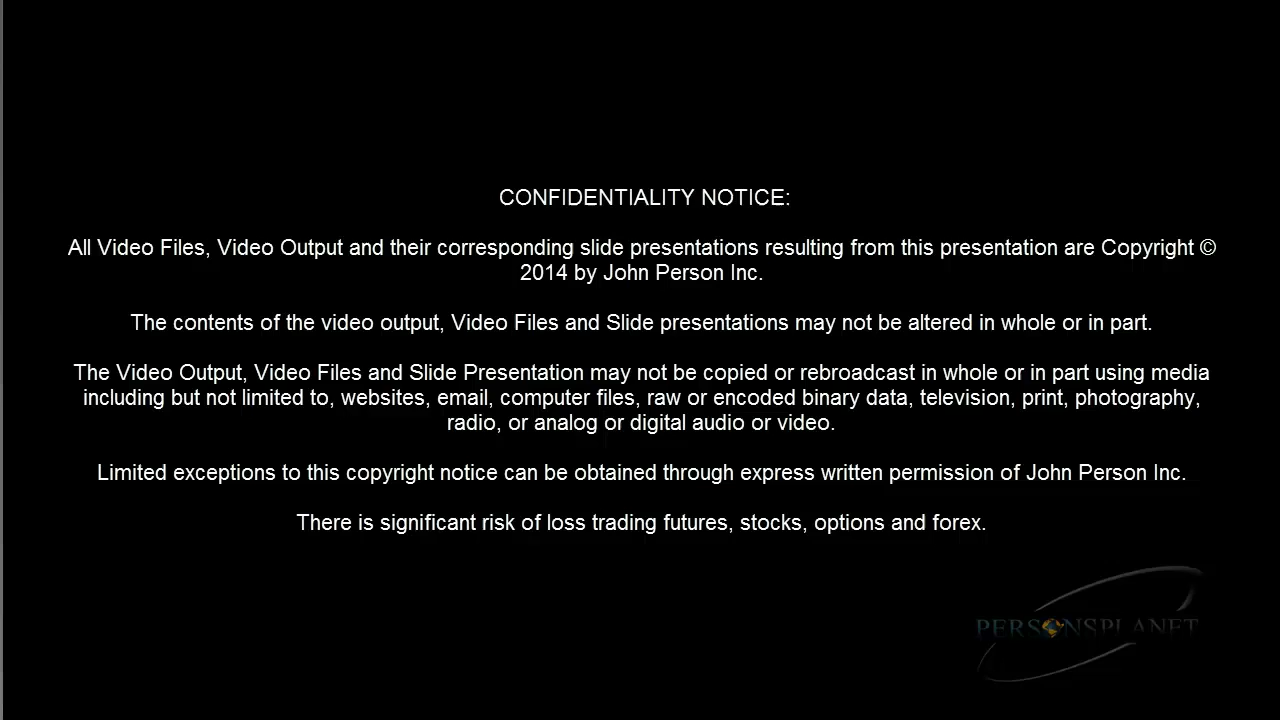 CONFIDENTIALITY NOTICE:
All Video Files, Video Output and their corresponding slide presentations resulting from this presentation are Copyright ©
2014 by John Person Inc.
The contents of the video output, Video Files and Slide presentations may not be altered in whole or in part.
The Video Output, Video Files and Slide Presentation may not be copied or rebroadcast in whole or in part using media
including but not limited to, websites, email, computer files, raw or encoded binary data, television, print, photography,
radio, or analog or digital audio or video.
Limited exceptions to this copyright notice can be obtained through express written permission of John Person Inc.
There is significant risk of loss trading futures, stocks, options and forex.
PERSONSPLANET